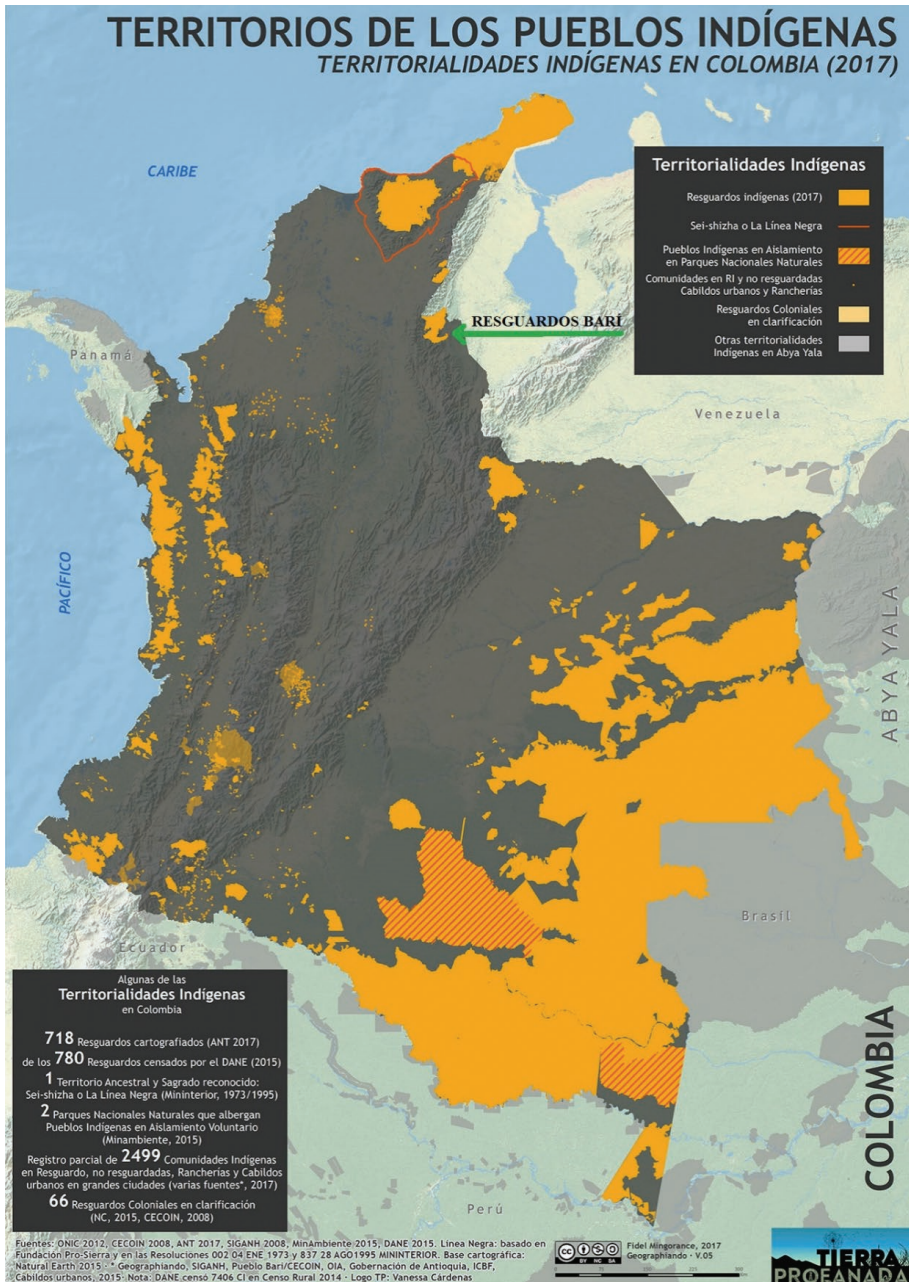 TERRITORIOS DE LOS PUEBLOS INDÍGENAS
TERRITORIALIDADES INDÍGENAS EN COLOMBIA (2017)
CARIBE
Territorialidades Indígenas
Resguardos indígenas (2017)
Sei-shizha o La Línea Negra
Pueblos Indígenas en Aislamiento
en Parques Nacionales Naturales
Comunidades en RI y no resguardadas
Cabildos urbanos y Rancherías
Resguardos Coloniales
en clarificación
Otras territorialidades
Indígenas en Abya Yala
RESGUARDOS BARÍ
Panamá
Venezuela
PACÍFICO
ABYA YALA
Brasil
Ecuador
Perú
COLOMBIA
Algunas de las
Territorialidades Indígenas
en Colombia
718 Resguardos cartografiados (ANT 2017)
de los 780 Resguardos censados por el DANE (2015)
1 Territorio Ancestral y Sagrado reconocido:
Sei-shizha o La Línea Negra (Mininterior, 1973/1995)
2 Parques Nacionales Naturales que albergan
Pueblos Indígenas en Aislamiento Voluntario
(Minambiente, 2015)
Registro parcial de 2499 Comunidades Indígenas
en Resguardo, no resguardadas, Rancherías y Cabildos
urbanos en grandes ciudades (varias fuentes*, 2017)
66 Resguardos Coloniales en clarificación
(NC, 2015, CECOIN, 2008)
Fuentes: ONIC 2012, CECOIN 2008, ANT 2017, SIGANH 2008, MinAmbiente 2015, DANE 2015. Linea Negra: basado en
Fundación Pro-Sierra y en las Resoluciones 002 04 ENE 1973 y 837 28 AGO1995 MININTERIOR. Base cartográfica:
Natural Earth 2015 · * Geographiando, SIGANH, Pueblo Barí/CECOIN, OIA, Gobernación de Antioquia, ICBF,
Cabildos urbanos, 2015· Nota: DANE censó 7406 CI en Censo Rural 2014 · Logo TP: Vanessa Cárdenas
cc BY NC SA
Fidel Mingorance, 2017
Geographiando · V.05
TIERRA
PROFANADA